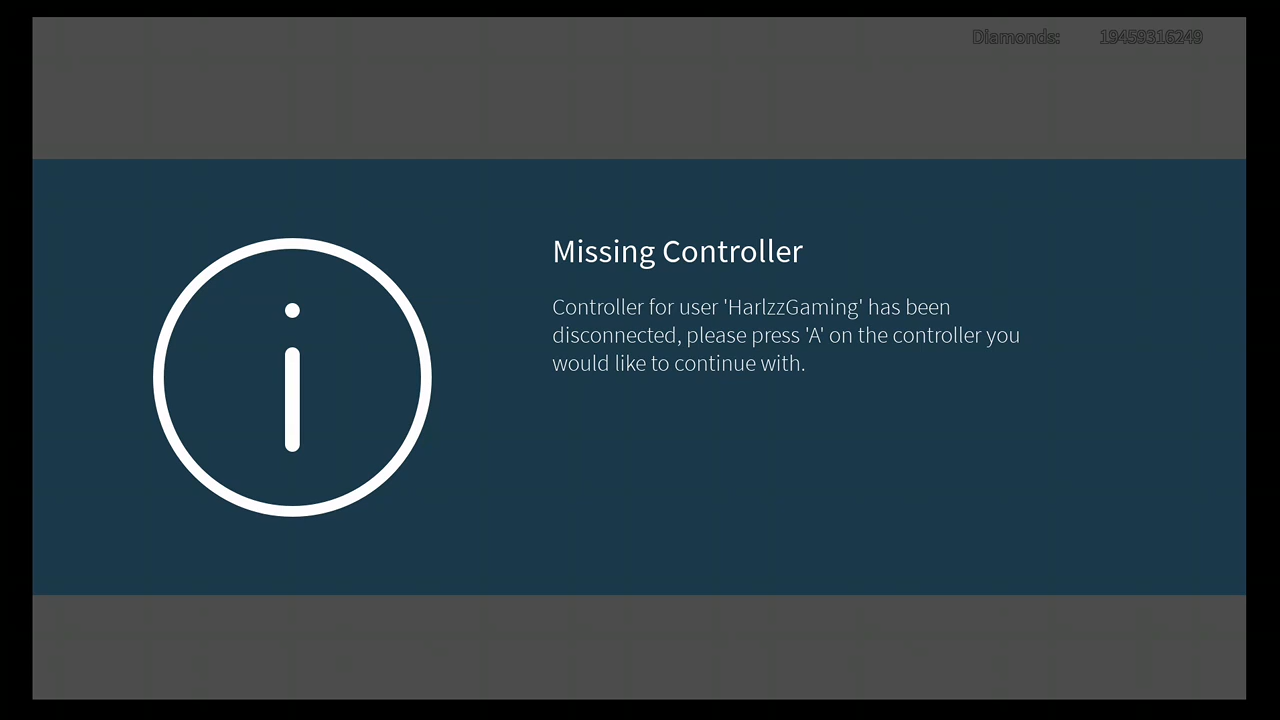 Diamonds: 19459316249
Missing Controller
Controller for user 'HarlzzGaming' has been
disconnected, please press 'A' on the controller you
would like to continue with.